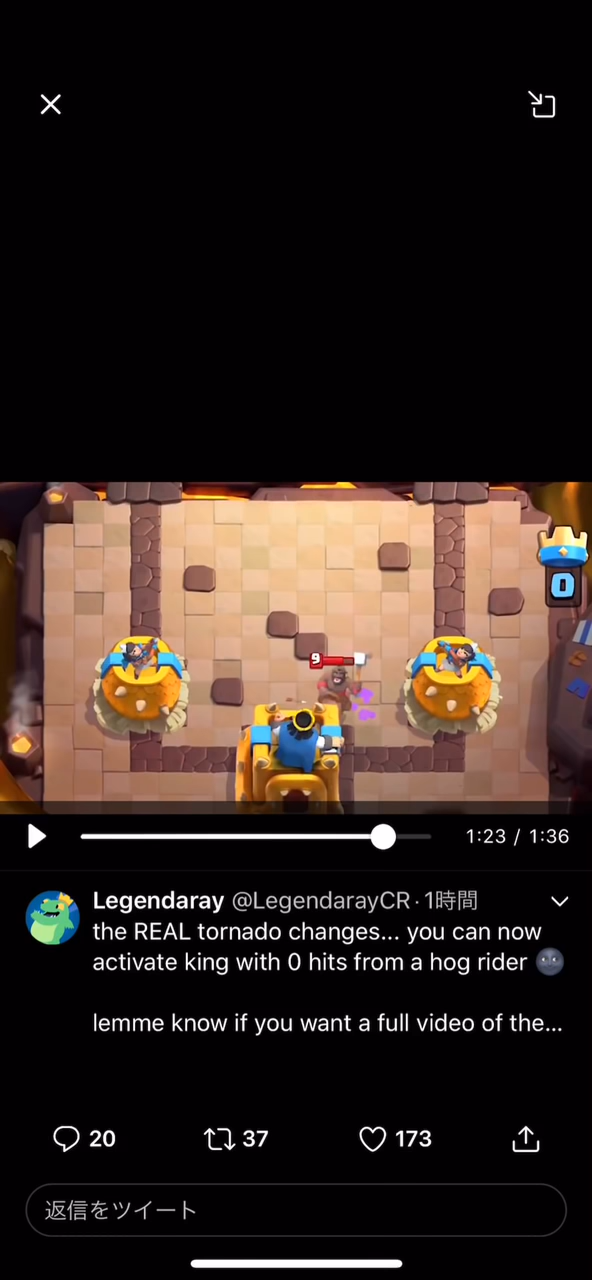 0
9
1:23 / 1:36
Legendaray @LegendarayCR · 1時間
the REAL tornado changes... you can now
activate king with 0 hits from a hog rider 🌚
lemme know if you want a full video of the...
20 37 173
返信をツイート